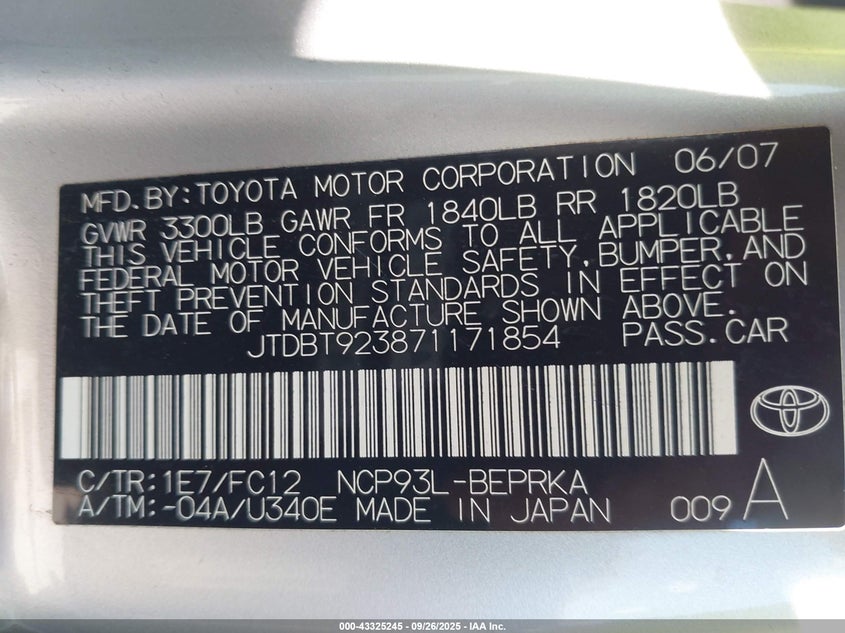 MFD. BY: TOYOTA MOTOR CORPORATION 06/07
GVWR 3300LB GAWR FR 1840LB RR 1820LB
THIS VEHICLE CONFORMS TO ALL APPLICABLE
FEDERAL MOTOR VEHICLE SAFETY, BUMPER, AND
THEFT PREVENTION STANDARDS IN EFFECT ON
THE DATE OF MANUFACTURE SHOWN ABOVE.
JTDBT923871171854 PASS. CAR
C/TR: 1E7/FC12 NCP93L-BEPRKA
A/TM: -04A/U340E MADE IN JAPAN 009 A
000-43325245 - 09/26/2025 - IAA Inc.